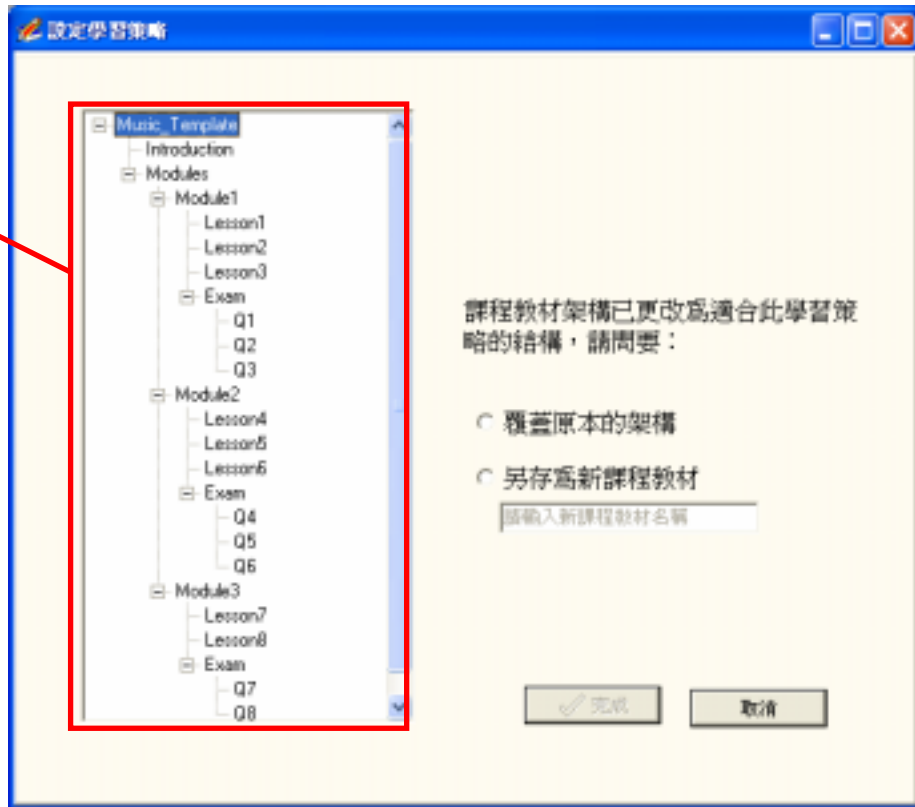 設定學習策略
Music_Template
Introduction
Modules
Module1
Lesson1
Lesson2
Lesson3
Exam
Q1
Q2
Q3
Module2
Lesson4
Lesson5
Lesson6
Exam
Q4
Q5
Q6
Module3
Lesson7
Lesson8
Exam
Q7
Q8
課程教材架構已更改為適合此學習策
略的結構，請問要：
覆蓋原本的架構
另存為新課程教材
請輸入新課程教材名稱
完成
取消